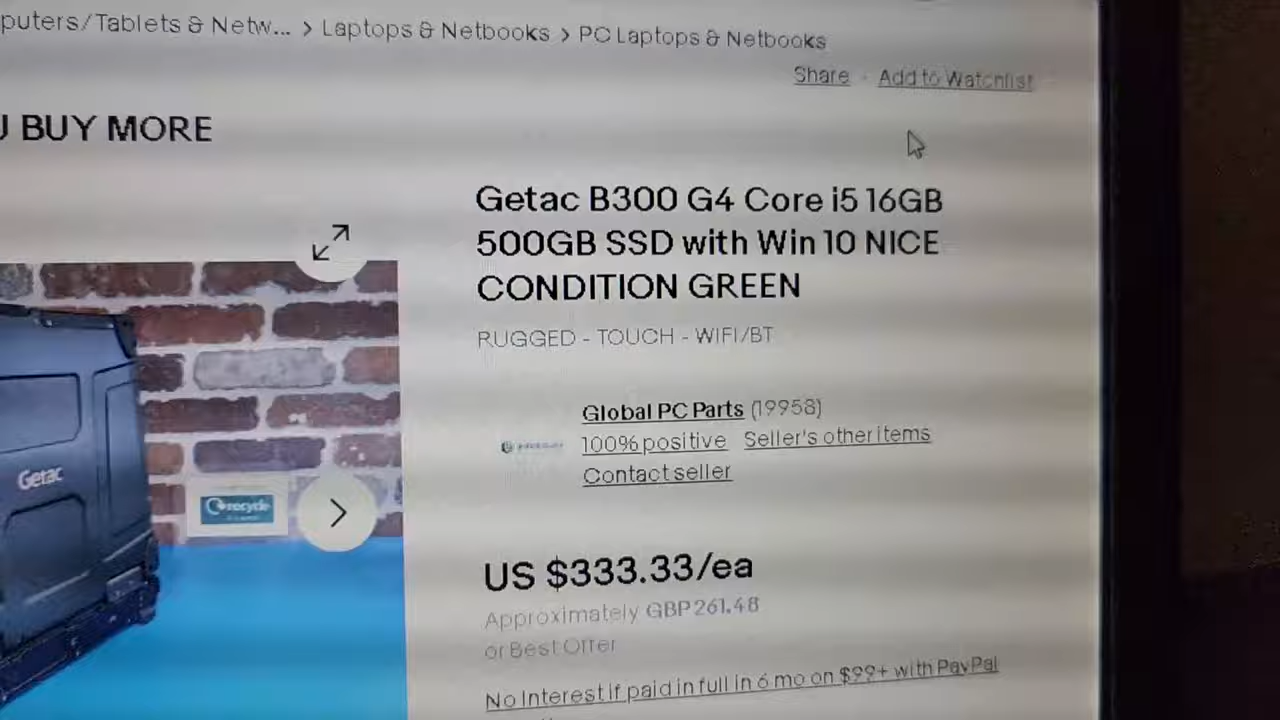 puters/Tablets & Netw... > Laptops & Netbooks > PC Laptops & Netbooks
Share Add to Watchlist
U BUY MORE
Getac B300 G4 Core i5 16GB
500GB SSD with Win 10 NICE
CONDITION GREEN
RUGGED - TOUCH - WIFI/BT
Global PC Parts (19958)
100% positive Seller's other items
Contact seller
Getac
recycle
US $333.33/ea
Approximately GBP 261.48
or Best Offer
No Interest if paid in full in 6 mo on $99+ with PayPal